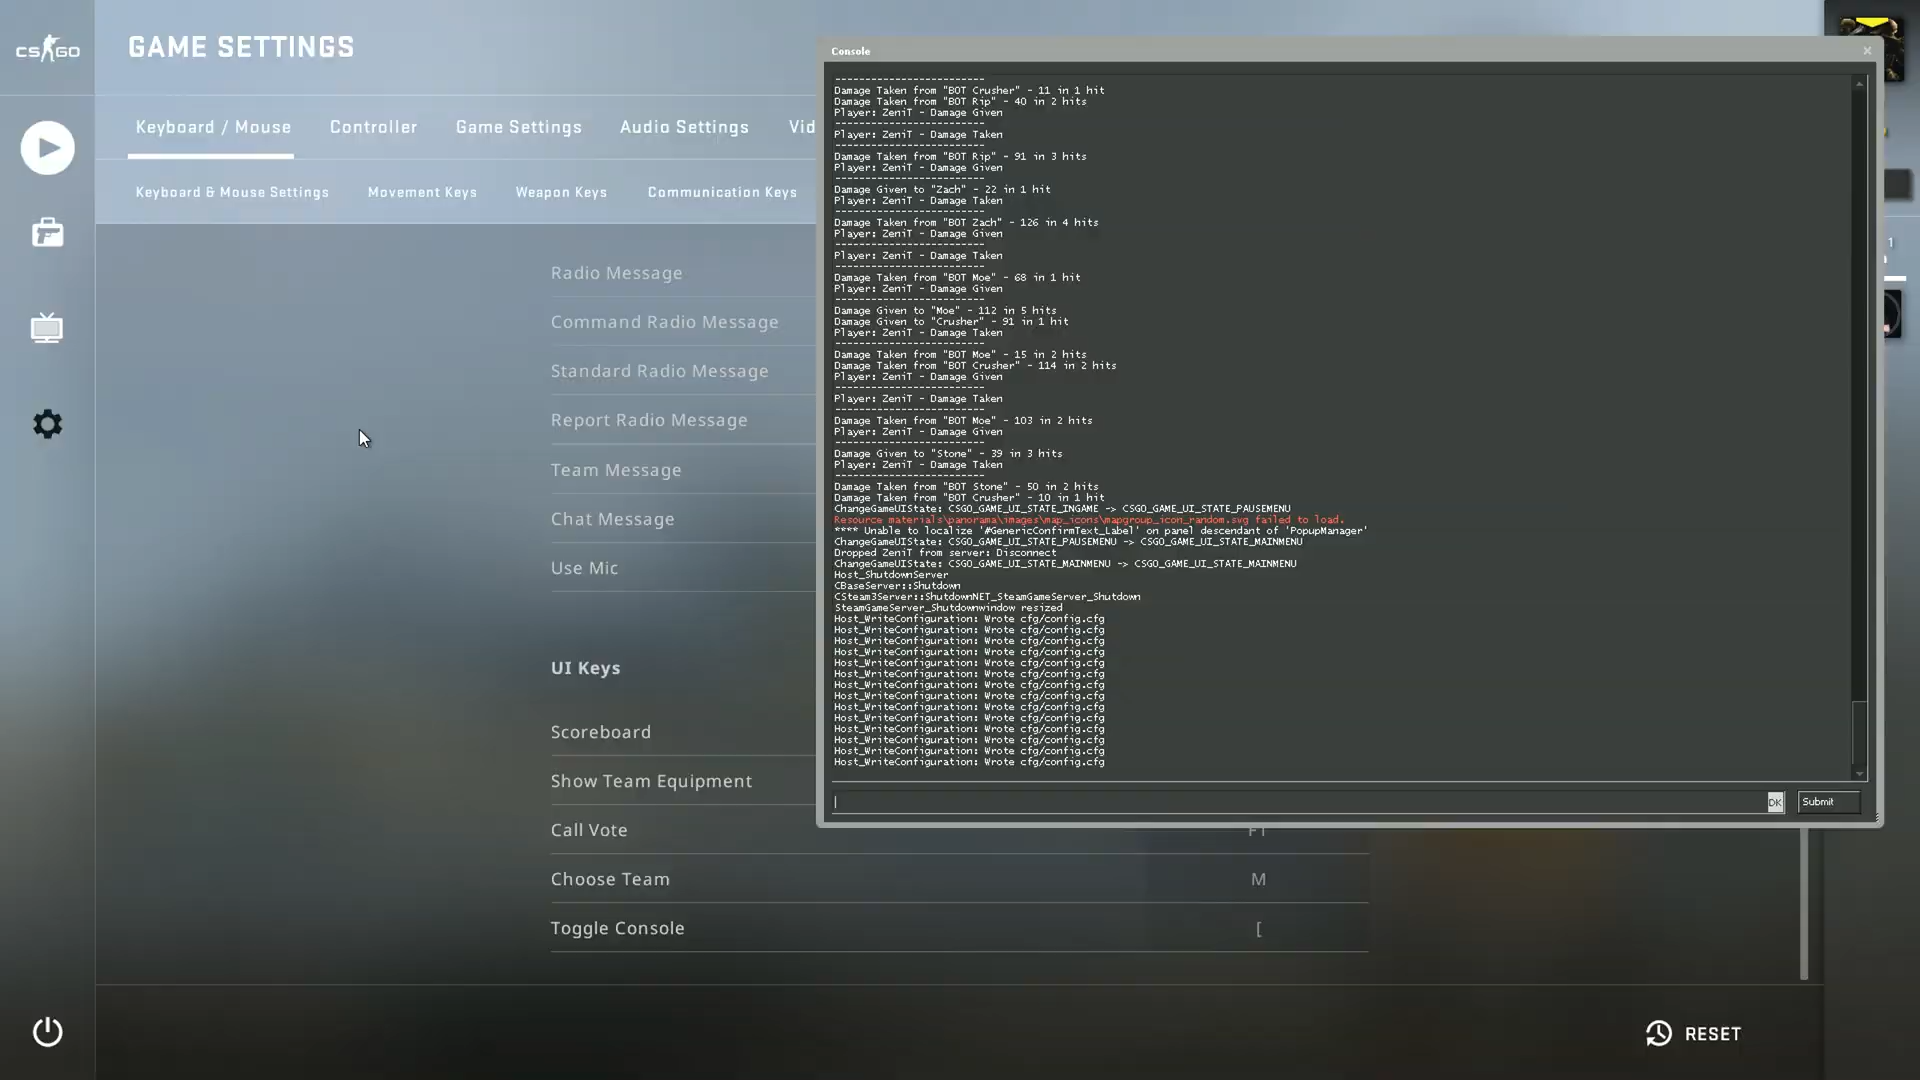 CS GO
GAME SETTINGS
Keyboard / Mouse
Controller
Game Settings
Audio Settings
Vid
Keyboard & Mouse Settings
Movement Keys
Weapon Keys
Communication Keys
Radio Message
Command Radio Message
Standard Radio Message
Report Radio Message
Team Message
Chat Message
Use Mic
UI Keys
Scoreboard
Show Team Equipment
Call Vote
F1
Choose Team
M
Toggle Console
[
RESET
1
Console
-------------------------
Damage Taken from "BOT Crusher" - 11 in 1 hit
Damage Taken from "BOT Rip" - 40 in 2 hits
Player: ZeniT - Damage Given
-------------------------
Player: ZeniT - Damage Taken
-------------------------
Damage Taken from "BOT Rip" - 91 in 3 hits
Player: ZeniT - Damage Given
-------------------------
Damage Given to "Zach" - 22 in 1 hit
Player: ZeniT - Damage Taken
-------------------------
Damage Taken from "BOT Zach" - 126 in 4 hits
Player: ZeniT - Damage Given
-------------------------
Player: ZeniT - Damage Taken
-------------------------
Damage Taken from "BOT Moe" - 68 in 1 hit
Player: ZeniT - Damage Given
-------------------------
Damage Given to "Moe" - 112 in 5 hits
Damage Given to "Crusher" - 91 in 1 hit
Player: ZeniT - Damage Taken
-------------------------
Damage Taken from "BOT Moe" - 15 in 2 hits
Damage Taken from "BOT Crusher" - 114 in 2 hits
Player: ZeniT - Damage Given
-------------------------
Player: ZeniT - Damage Taken
-------------------------
Damage Taken from "BOT Moe" - 103 in 2 hits
Player: ZeniT - Damage Given
-------------------------
Damage Given to "Stone" - 39 in 3 hits
Player: ZeniT - Damage Taken
-------------------------
Damage Taken from "BOT Stone" - 50 in 2 hits
Damage Taken from "BOT Crusher" - 10 in 1 hit
ChangeGameUIState: CSGO_GAME_UI_STATE_INGAME -> CSGO_GAME_UI_STATE_PAUSEMENU
Resource materials\panorama\images\map_icons\mapgroup_icon_random.svg failed to load.
**** Unable to localize '#GenericConfirmText_Label' on panel descendant of 'PopupManager'
ChangeGameUIState: CSGO_GAME_UI_STATE_PAUSEMENU -> CSGO_GAME_UI_STATE_MAINMENU
Dropped ZeniT from server: Disconnect
ChangeGameUIState: CSGO_GAME_UI_STATE_MAINMENU -> CSGO_GAME_UI_STATE_MAINMENU
Host_ShutdownServer
CBaseServer::Shutdown
CSteam3Server::ShutdownNET_SteamGameServer_Shutdown
SteamGameServer_Shutdownwindow resized
Host_WriteConfiguration: Wrote cfg/config.cfg
Host_WriteConfiguration: Wrote cfg/config.cfg
Host_WriteConfiguration: Wrote cfg/config.cfg
Host_WriteConfiguration: Wrote cfg/config.cfg
Host_WriteConfiguration: Wrote cfg/config.cfg
Host_WriteConfiguration: Wrote cfg/config.cfg
Host_WriteConfiguration: Wrote cfg/config.cfg
Host_WriteConfiguration: Wrote cfg/config.cfg
Host_WriteConfiguration: Wrote cfg/config.cfg
Host_WriteConfiguration: Wrote cfg/config.cfg
Host_WriteConfiguration: Wrote cfg/config.cfg
Host_WriteConfiguration: Wrote cfg/config.cfg
Host_WriteConfiguration: Wrote cfg/config.cfg
Host_WriteConfiguration: Wrote cfg/config.cfg
DK
Submit